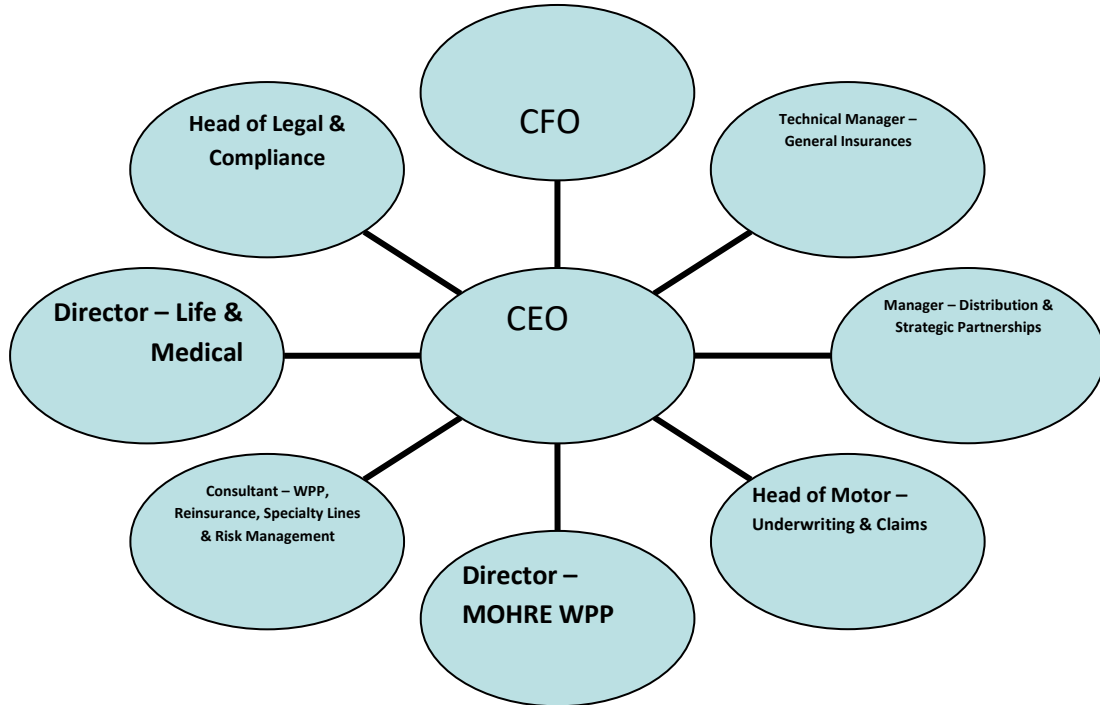 CFO
Head of Legal &
Compliance
Technical Manager –
General Insurances
CEO
Director – Life &
Medical
Manager – Distribution &
Strategic Partnerships
Consultant – WPP,
Reinsurance, Specialty Lines
& Risk Management
Head of Motor –
Underwriting & Claims
Director –
MOHRE WPP